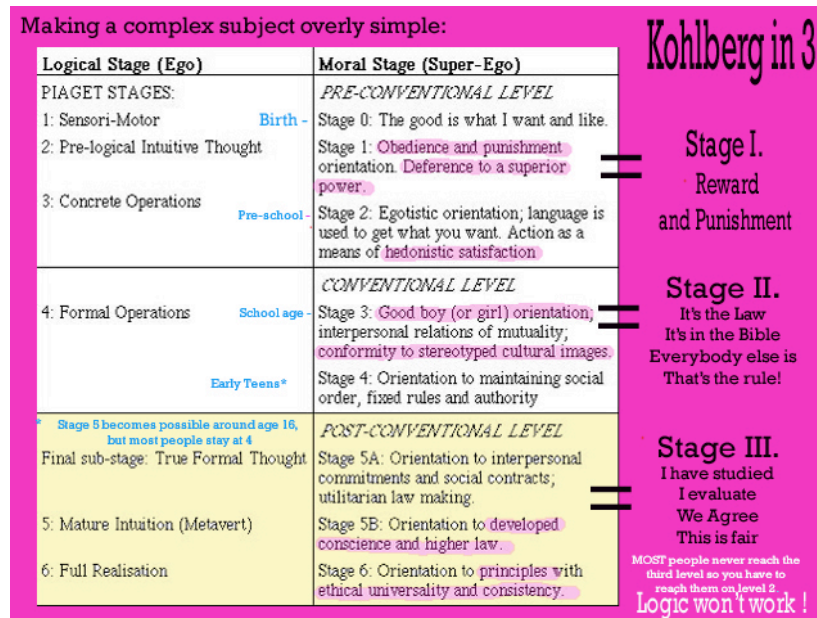 Making a complex subject overly simple:
Kohlberg in 3
Logical Stage (Ego)
Moral Stage (Super-Ego)
PIAGET STAGES:
PRE-CONVENTIONAL LEVEL
1: Sensori-Motor
Birth -
Stage 0: The good is what I want and like.
2: Pre-logical Intuitive Thought
Stage 1: Obedience and punishment
orientation. Deference to a superior
power.
3: Concrete Operations
Pre-school -
Stage 2: Egotistic orientation; language is
used to get what you want. Action as a
means of hedonistic satisfaction
=
Stage I.
Reward
and Punishment
CONVENTIONAL LEVEL
4: Formal Operations
School age -
Stage 3: Good boy (or girl) orientation;
interpersonal relations of mutuality;
conformity to stereotyped cultural images.
Early Teens*
Stage 4: Orientation to maintaining social
order, fixed rules and authority
=
Stage II.
It's the Law
It's in the Bible
Everybody else is
That's the rule!
* Stage 5 becomes possible around age 16,
but most people stay at 4
POST-CONVENTIONAL LEVEL
Final sub-stage: True Formal Thought
Stage 5A: Orientation to interpersonal
commitments and social contracts;
utilitarian law making.
5: Mature Intuition (Metavert)
Stage 5B: Orientation to developed
conscience and higher law.
6: Full Realisation
Stage 6: Orientation to principles with
ethical universality and consistency.
=
Stage III.
I have studied
I evaluate
We Agree
This is fair
MOST people never reach the
third level so you have to
reach them on level 2.
Logic won't work !